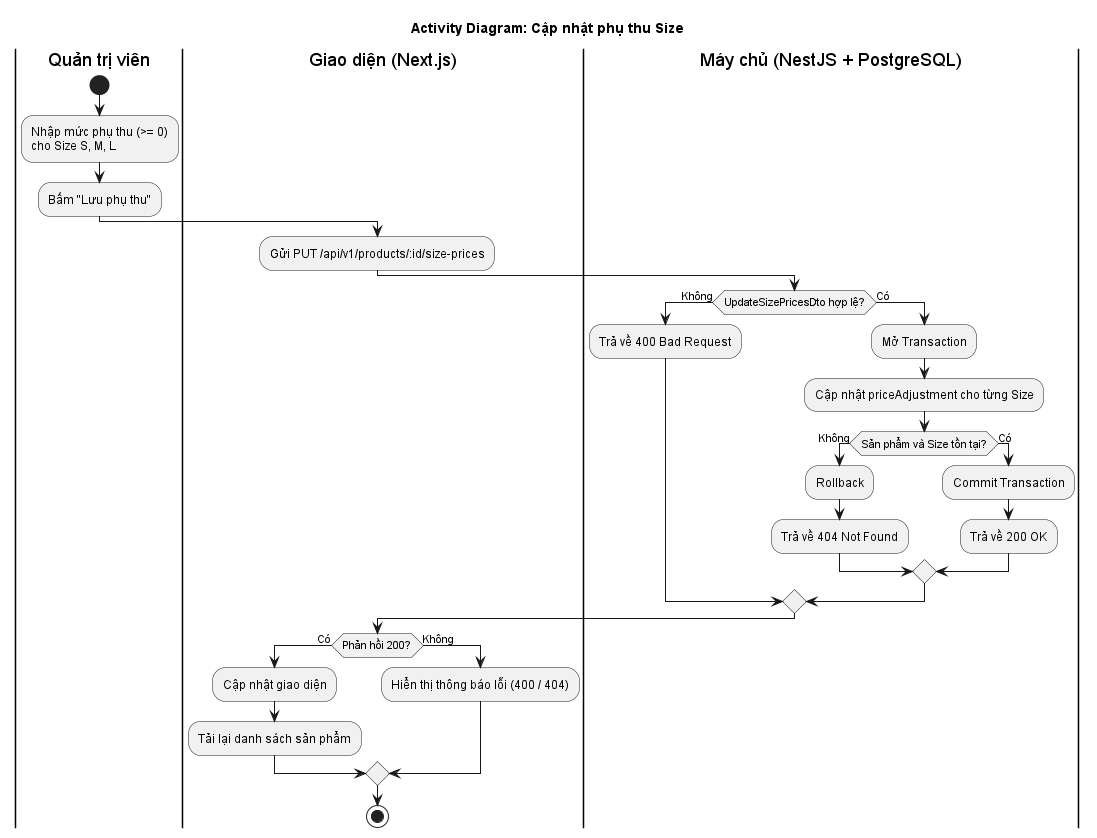 Activity Diagram: Cập nhật phụ thu Size
Quản trị viên
Giao diện (Next.js)
Máy chủ (NestJS + PostgreSQL)
Nhập mức phụ thu (>= 0)
cho Size S, M, L
Bấm "Lưu phụ thu"
Gửi PUT /api/v1/products/:id/size-prices
Không
UpdateSizePricesDto hợp lệ?
Có
Trả về 400 Bad Request
Mở Transaction
Cập nhật priceAdjustment cho từng Size
Không
Sản phẩm và Size tồn tại?
Có
Rollback
Commit Transaction
Trả về 404 Not Found
Trả về 200 OK
Có
Phản hồi 200?
Không
Cập nhật giao diện
Hiển thị thông báo lỗi (400 / 404)
Tải lại danh sách sản phẩm